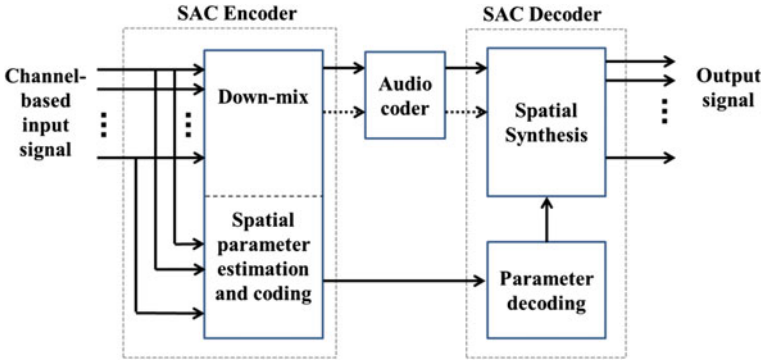 SAC Encoder
SAC Decoder
Channel-
based
input
signal
Down-mix
Audio
coder
Spatial
Synthesis
Output
signal
Spatial
parameter
estimation
and coding
Parameter
decoding